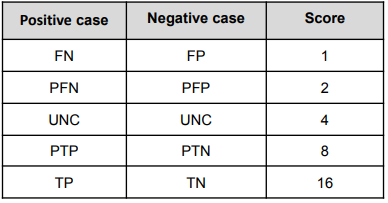 Positive case Negative case Score
FN FP 1
PFN PFP 2
UNC UNC 4
PTP PTN 8
TP TN 16